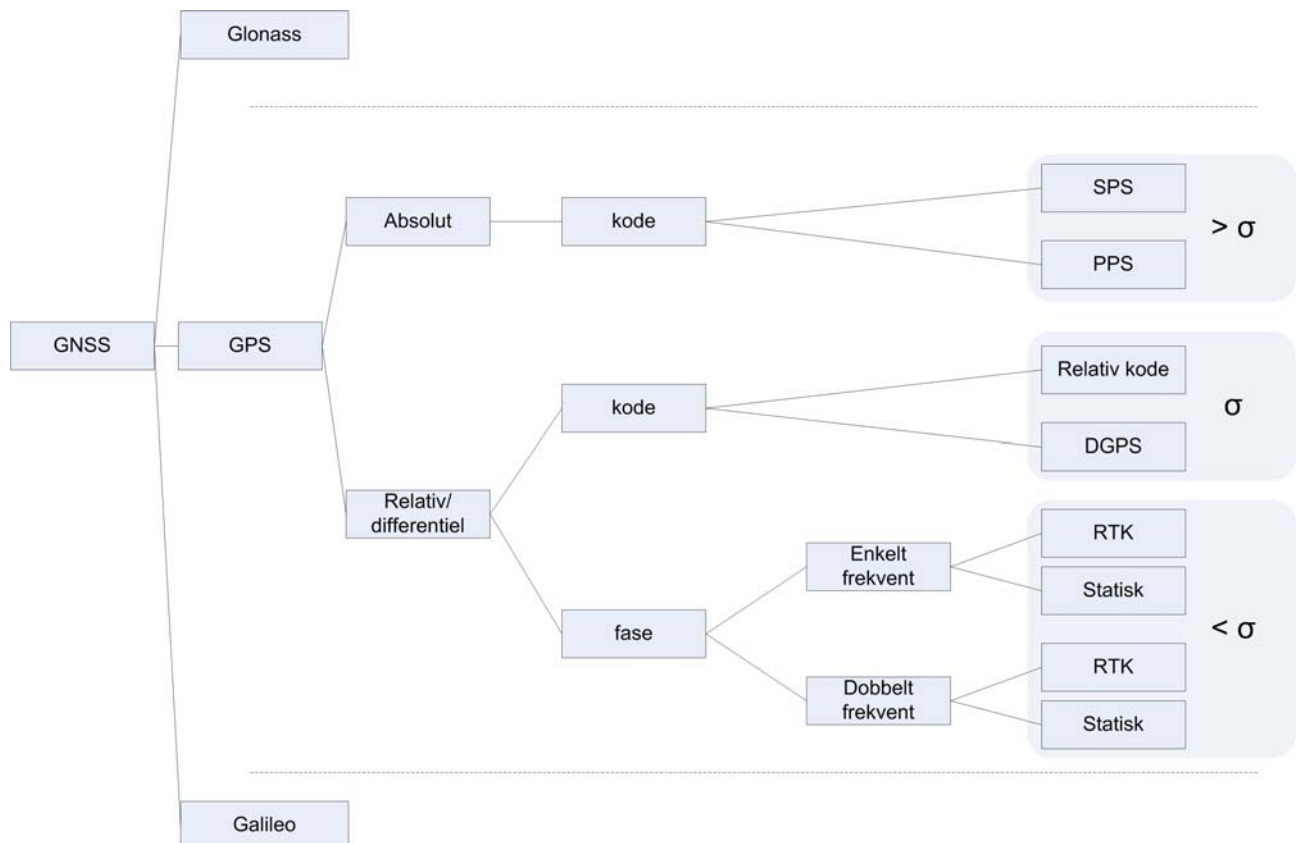 Glonass
SPS
Absolut
kode
> σ
PPS
GNSS
GPS
Relativ kode
kode
σ
DGPS
Relativ/
differentiel
RTK
Enkelt
frekvent
Statisk
fase
< σ
RTK
Dobbelt
frekvent
Statisk
Galileo